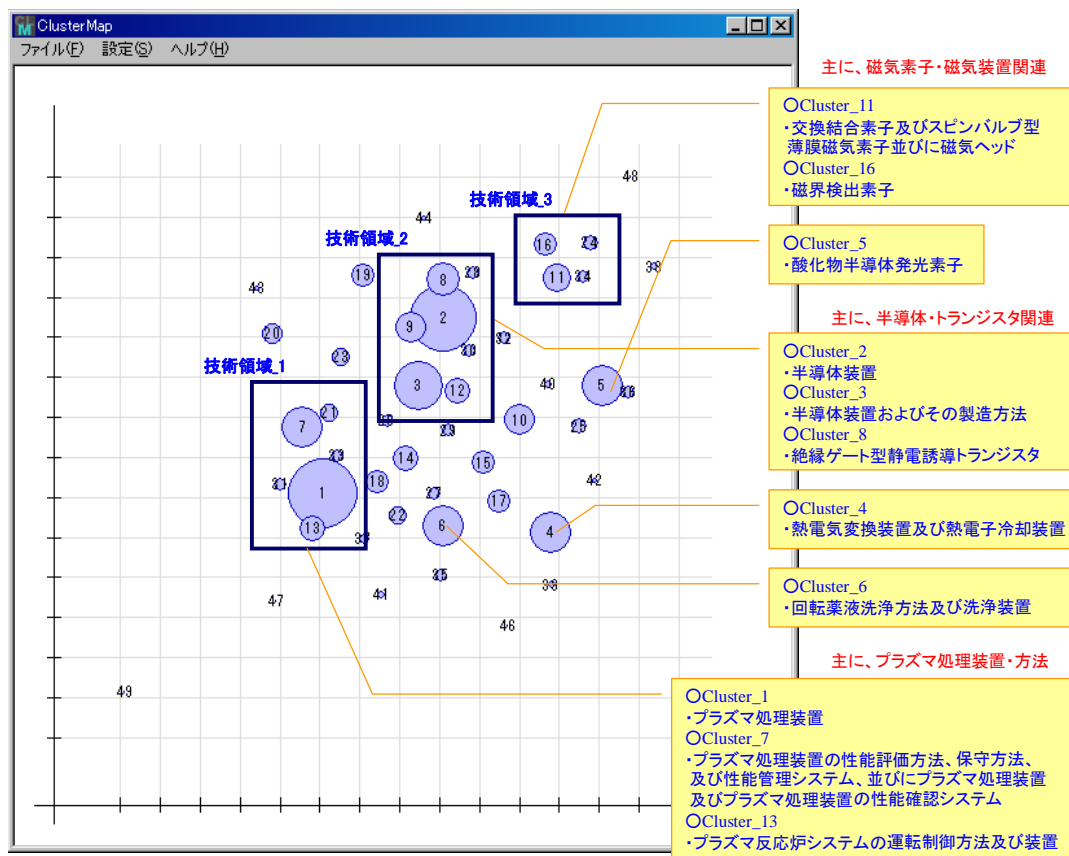 ClusterMap
ファイル(F) 設定(S) ヘルプ(H)
主に、磁気素子・磁気装置関連
〇Cluster_11
・交換結合素子及びスピンバルブ型
薄膜磁気素子並びに磁気ヘッド
〇Cluster_16
・磁界検出素子
〇Cluster_5
・酸化物半導体発光素子
主に、半導体・トランジスタ関連
〇Cluster_2
・半導体装置
〇Cluster_3
・半導体装置およびその製造方法
〇Cluster_8
・絶縁ゲート型静電誘導トランジスタ
〇Cluster_4
・熱電気変換装置及び熱電子冷却装置
〇Cluster_6
・回転薬液洗浄方法及び洗浄装置
主に、プラズマ処理装置・方法
〇Cluster_1
・プラズマ処理装置
〇Cluster_7
・プラズマ処理装置の性能評価方法、保守方法、
及び性能管理システム、並びにプラズマ処理装置
及びプラズマ処理装置の性能確認システム
〇Cluster_13
・プラズマ反応炉システムの運転制御方法及び装置
48
技術領域_3
44
技術領域_2
16
19
8
11
43
2
9
20
23
技術領域_1
3
12
40
5
7
21
10
14
15
18
42
1
17
22
13
6
4
41
47
46
49